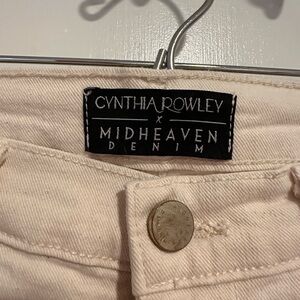 CYNTHIA ROWLEY
x
MIDHEAVEN
DENIM